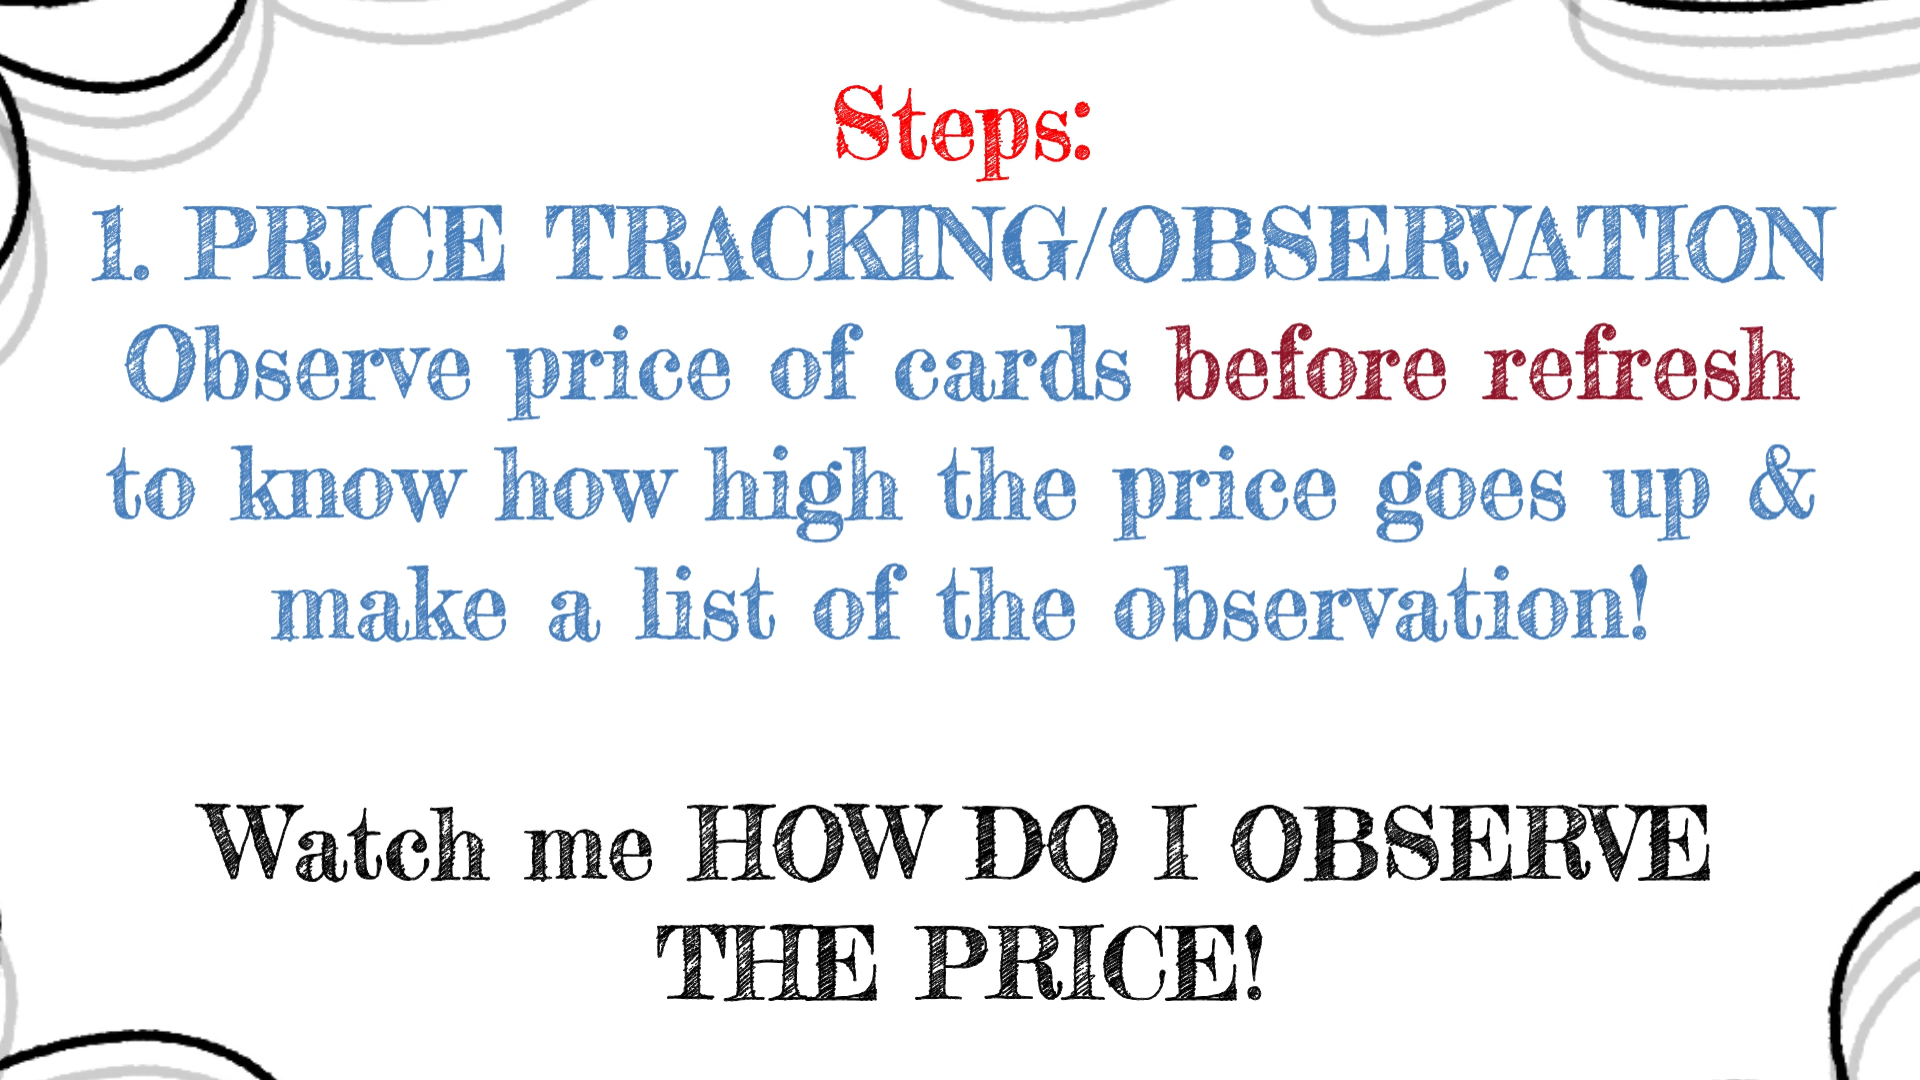 Steps:
1. PRICE TRACKING/OBSERVATION
Observe price of cards before refresh
to know how high the price goes up &
make a list of the observation!
Watch me HOW DO I OBSERVE
THE PRICE!